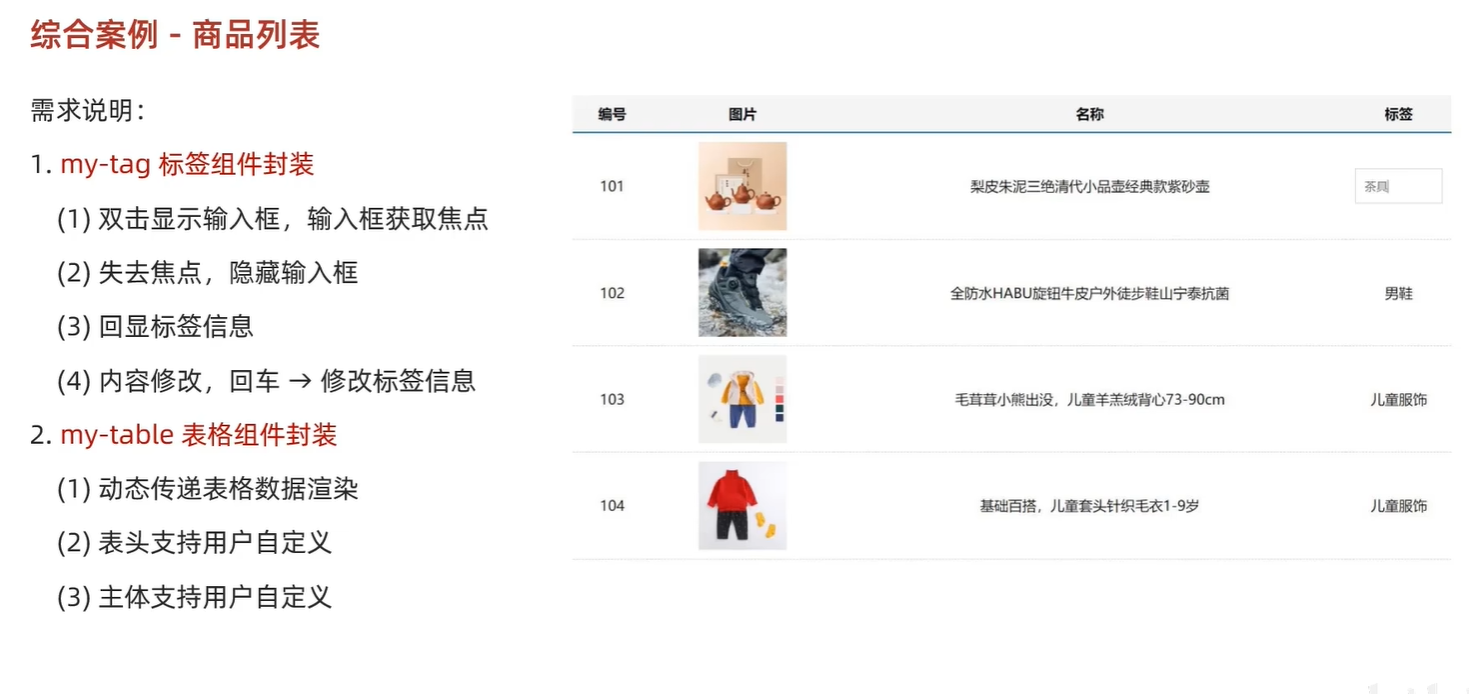 综合案例 - 商品列表
需求说明：
1. my-tag 标签组件封装
(1) 双击显示输入框，输入框获取焦点
(2) 失去焦点，隐藏输入框
(3) 回显标签信息
(4) 内容修改，回车 → 修改标签信息
2. my-table 表格组件封装
(1) 动态传递表格数据渲染
(2) 表头支持用户自定义
(3) 主体支持用户自定义
编号 图片 名称 标签
101 梨皮朱泥三绝清代小品壶经典款紫砂壶 茶具
102 全防水HABU旋钮牛皮户外徒步鞋山宁泰抗菌 男鞋
103 毛茸茸小熊出没，儿童羊羔绒背心73-90cm 儿童服饰
104 基础百搭，儿童套头针织毛衣1-9岁 儿童服饰